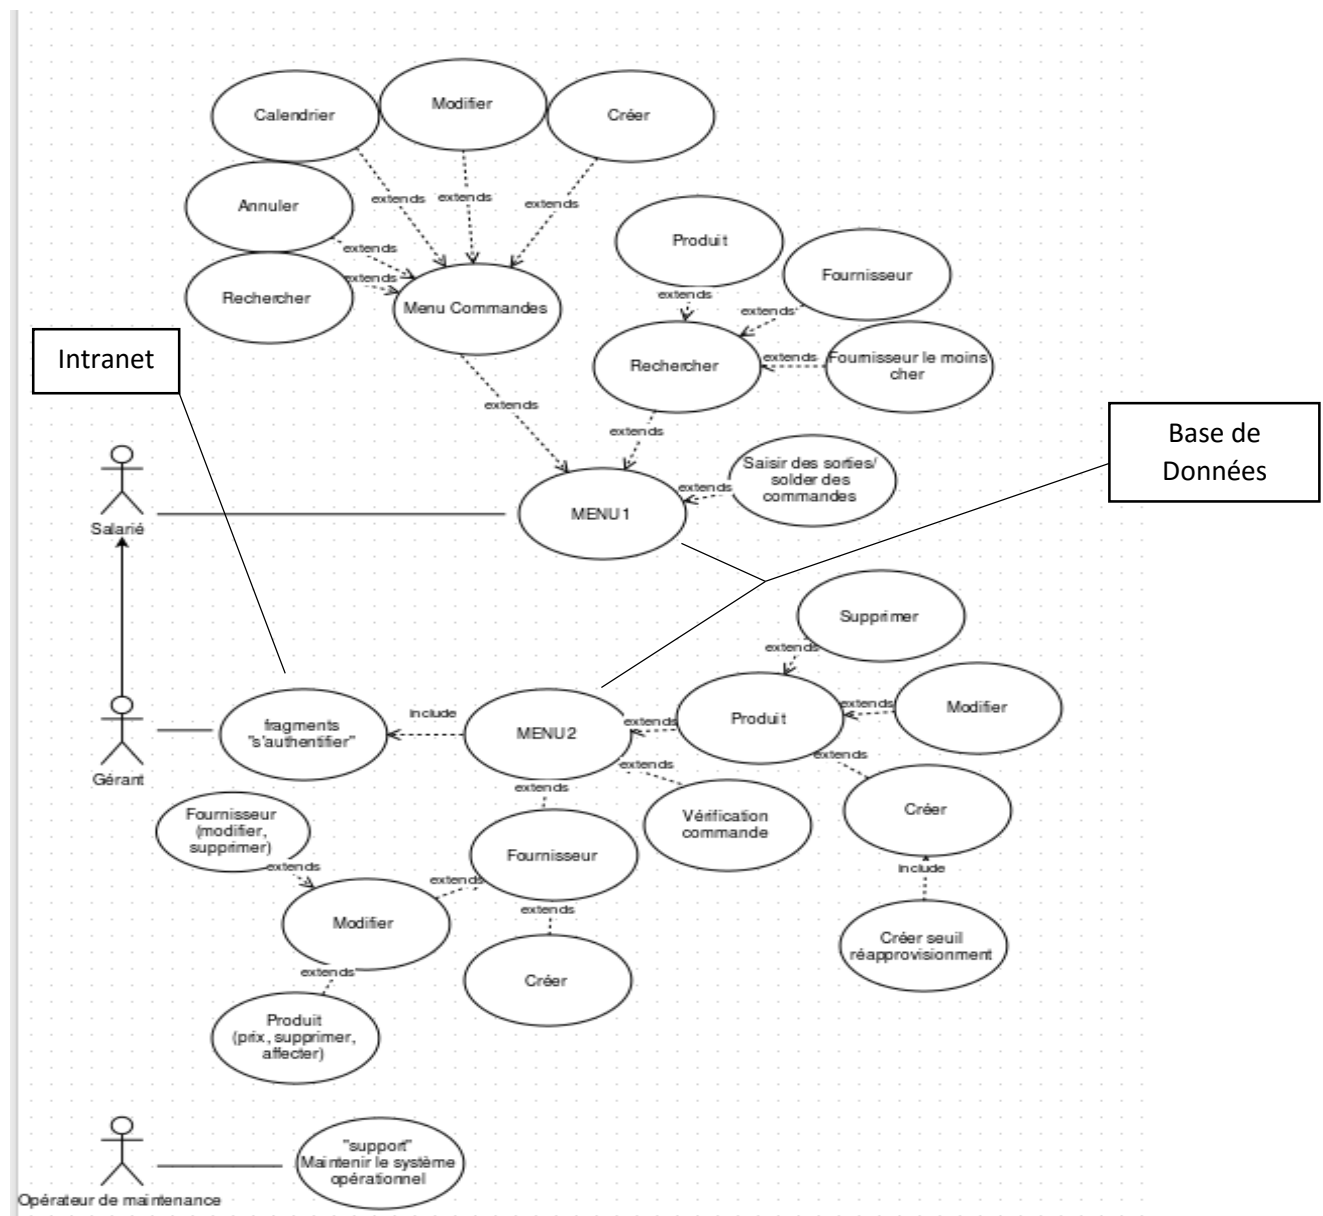 Calendrier
Modifier
Créer
extends
extends
extends
Annuler
extends
Rechercher
extends
Menu Commandes
Produit
Fournisseur
extends
extends
Rechercher
extends
Fournisseur le moins
cher
Intranet
extends
extends
Base de
Données
Saisir des sorties/
solder des
commandes
extends
MENU1
Salarié
Supprimer
extends
Produit
extends
Modifier
extends
fragments
"s'authentifier"
include
MENU2
extends
Gérant
extends
extends
Vérification
commande
Créer
include
Créer seuil
réapprovisionment
Fournisseur
(modifier,
supprimer)
extends
Fournisseur
extends
Modifier
extends
Créer
extends
Produit
(prix, supprimer,
affecter)
"support"
Maintenir le système
opérationnel
Opérateur de maintenance